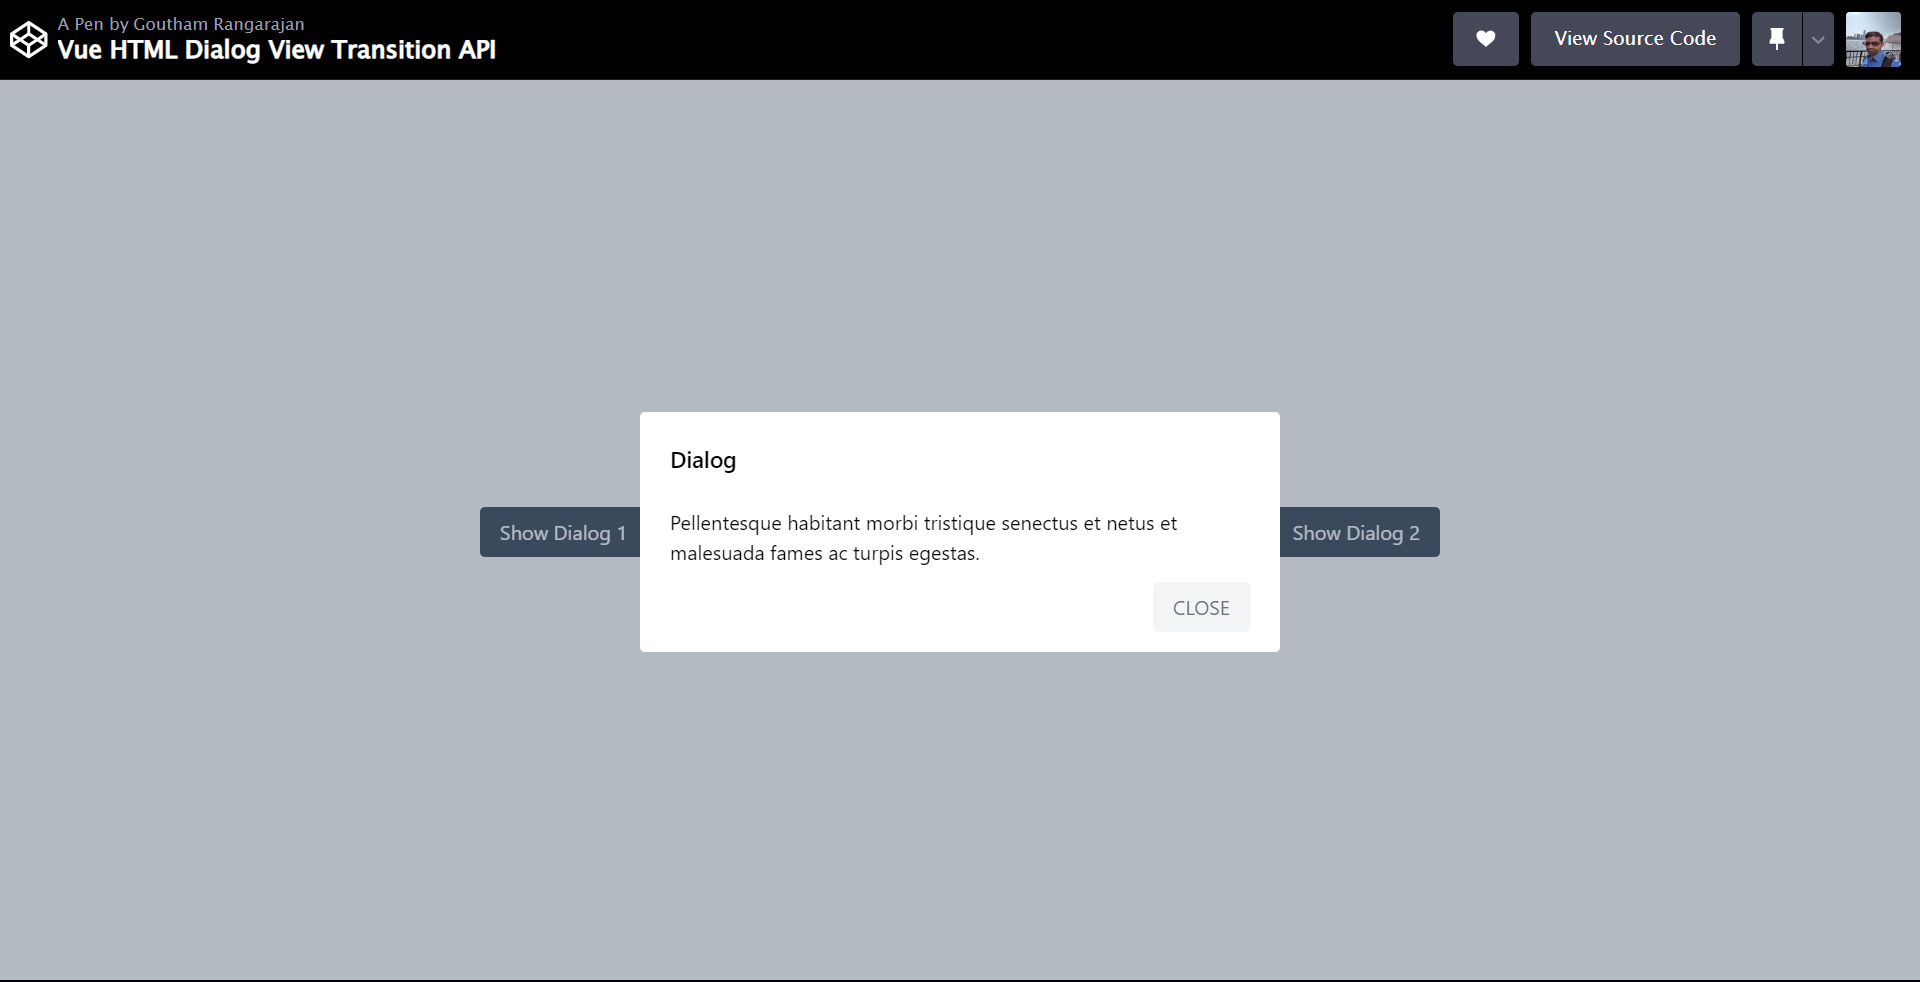 A Pen by Goutham Rangarajan
Vue HTML Dialog View Transition API
View Source Code
Dialog
Show Dialog 1
Pellentesque habitant morbi tristique senectus et netus et
malesuada fames ac turpis egestas.
Show Dialog 2
CLOSE